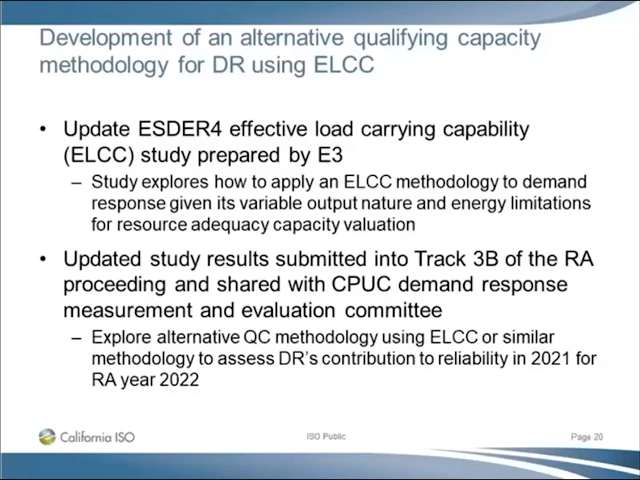 Development of an alternative qualifying capacity
methodology for DR using ELCC
• Update ESDER4 effective load carrying capability
(ELCC) study prepared by E3
– Study explores how to apply an ELCC methodology to demand
response given its variable output nature and energy limitations
for resource adequacy capacity valuation
• Updated study results submitted into Track 3B of the RA
proceeding and shared with CPUC demand response
measurement and evaluation committee
– Explore alternative QC methodology using ELCC or similar
methodology to assess DR's contribution to reliability in 2021 for
RA year 2022
California ISO
ISO Public
Page 20